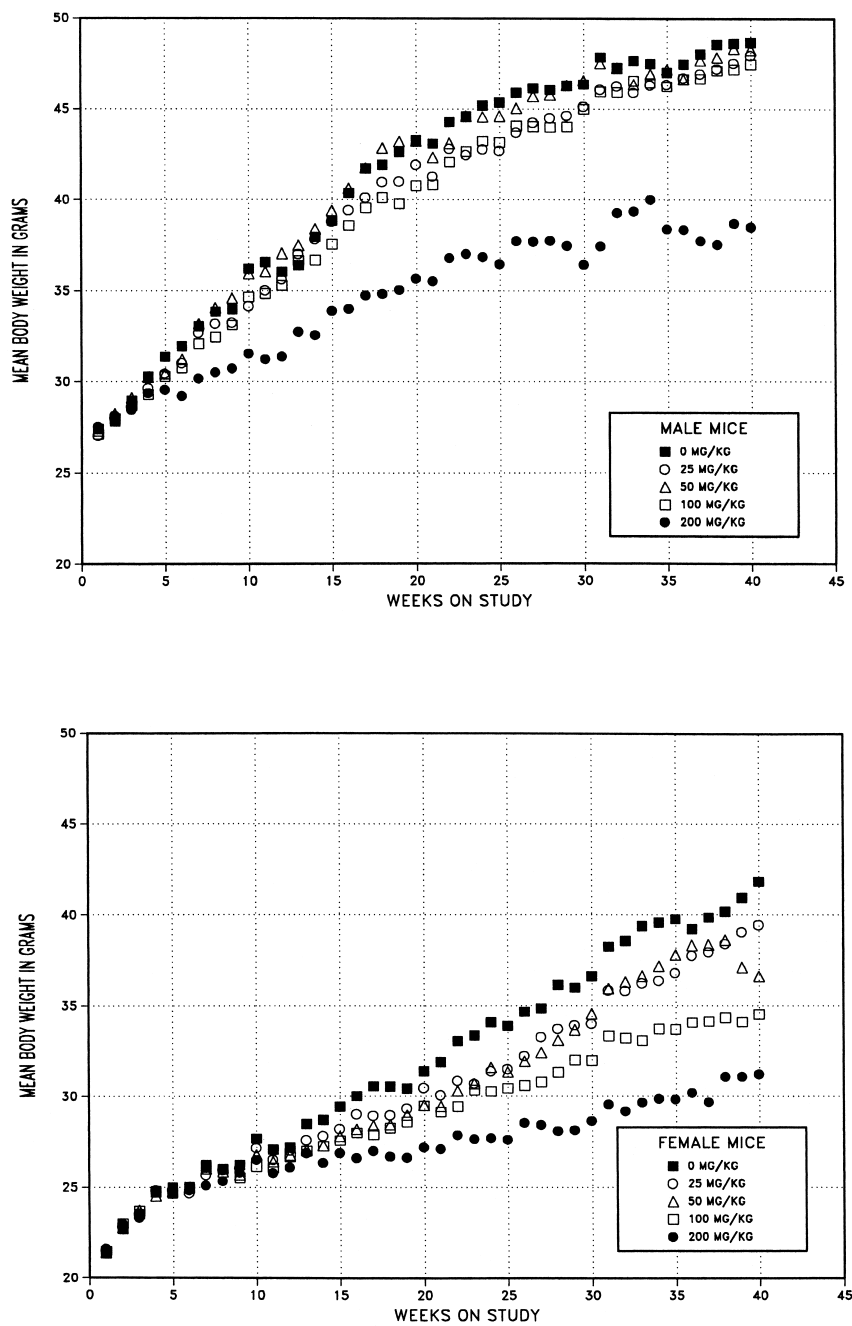 50
45
40
35
30
25
20
MEAN BODY WEIGHT IN GRAMS
MALE MICE
0 MG/KG
25 MG/KG
50 MG/KG
100 MG/KG
200 MG/KG
0 5 10 15 20 25 30 35 40 45
WEEKS ON STUDY
50
45
40
35
30
25
20
MEAN BODY WEIGHT IN GRAMS
FEMALE MICE
0 MG/KG
25 MG/KG
50 MG/KG
100 MG/KG
200 MG/KG
0 5 10 15 20 25 30 35 40 45
WEEKS ON STUDY